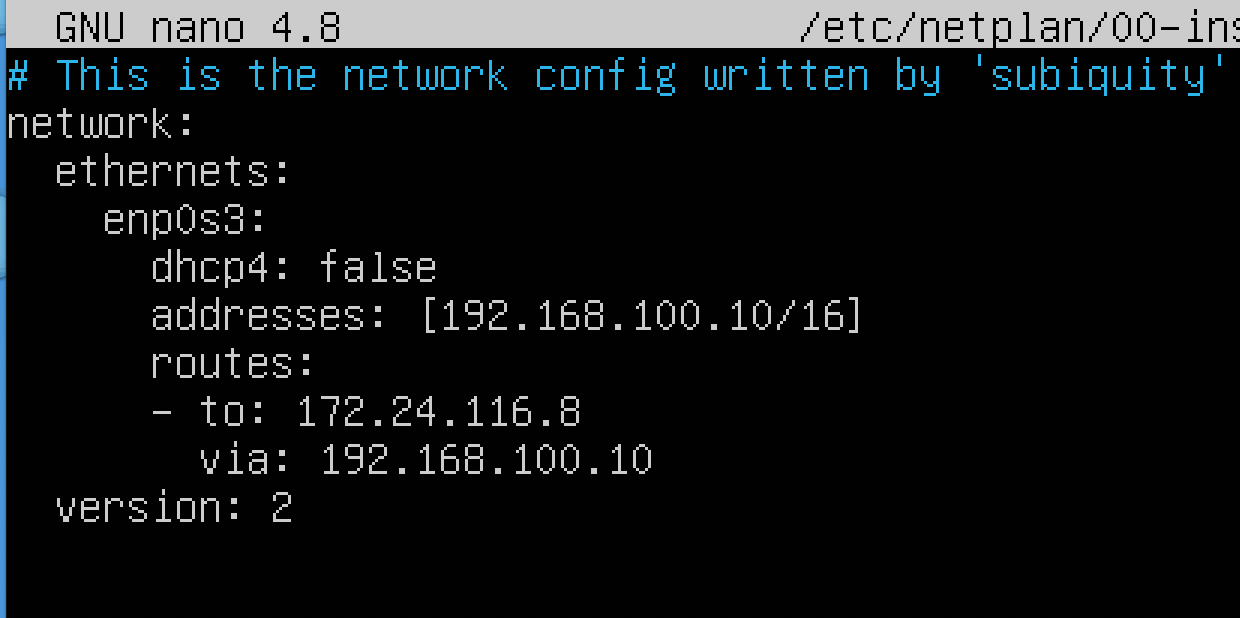 GNU nano 4.8 /etc/netplan/00-ins
# This is the network config written by 'subiquity'
network:
  ethernets:
    enp0s3:
      dhcp4: false
      addresses: [192.168.100.10/16]
      routes:
      - to: 172.24.116.8
        via: 192.168.100.10
  version: 2